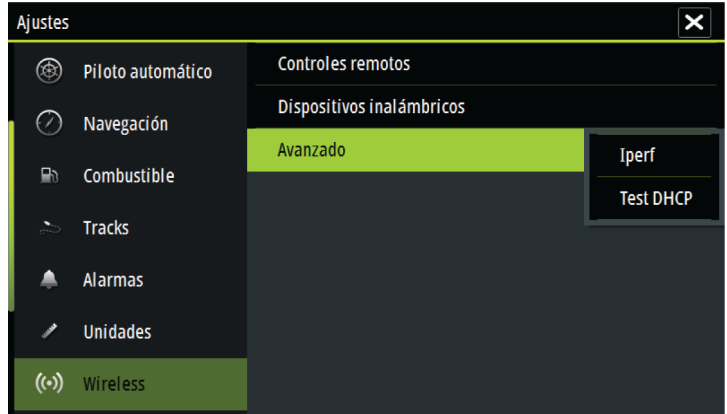 Ajustes
Piloto automático
Navegación
Combustible
Tracks
Alarmas
Unidades
Wireless
Controles remotos
Dispositivos inalámbricos
Avanzado
Iperf
Test DHCP